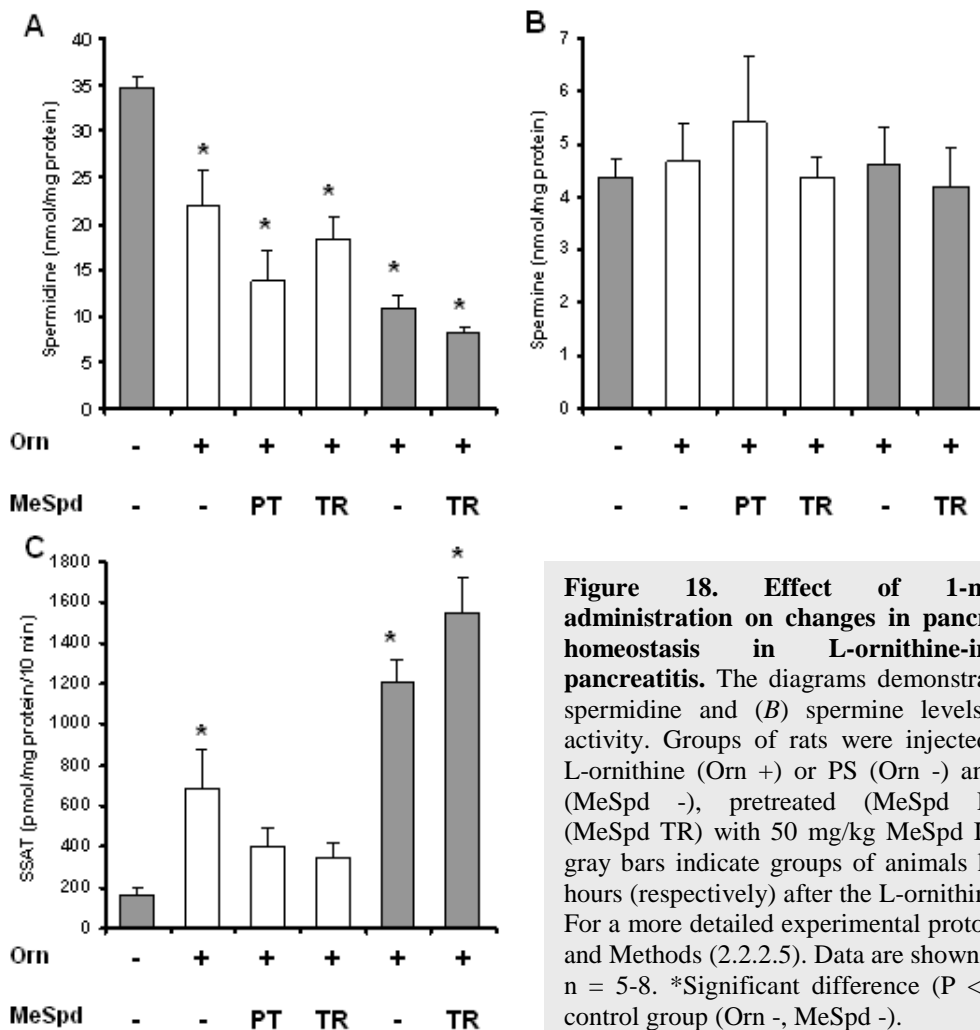 A
B
40
35
30
25
20
15
10
5
0
Spermidine (nmol/mg protein)
* * * * *
7
6
5
4
3
2
1
0
Spermine (nmol/mg protein)
Orn - + + + + + - + + + + +
MeSpd - - PT TR - TR - - PT TR - TR
C
1800
1600
1400
1200
1000
800
600
400
200
0
SSAT (pmol/mg protein/10 min)
* * *
Orn - + + + + +
MeSpd - - PT TR - TR
Figure 18. Effect of 1-m
administration on changes in pancr
homeostasis in L-ornithine-i
pancreatitis. The diagrams demonstra
spermidine and (B) spermine levels
activity. Groups of rats were injected
L-ornithine (Orn +) or PS (Orn -) an
(MeSpd -), pretreated (MeSpd
(MeSpd TR) with 50 mg/kg MeSpd
gray bars indicate groups of animals
hours (respectively) after the L-ornithin
For a more detailed experimental proto
and Methods (2.2.2.5). Data are shown
n = 5-8. *Significant difference (P <
control group (Orn -, MeSpd -).